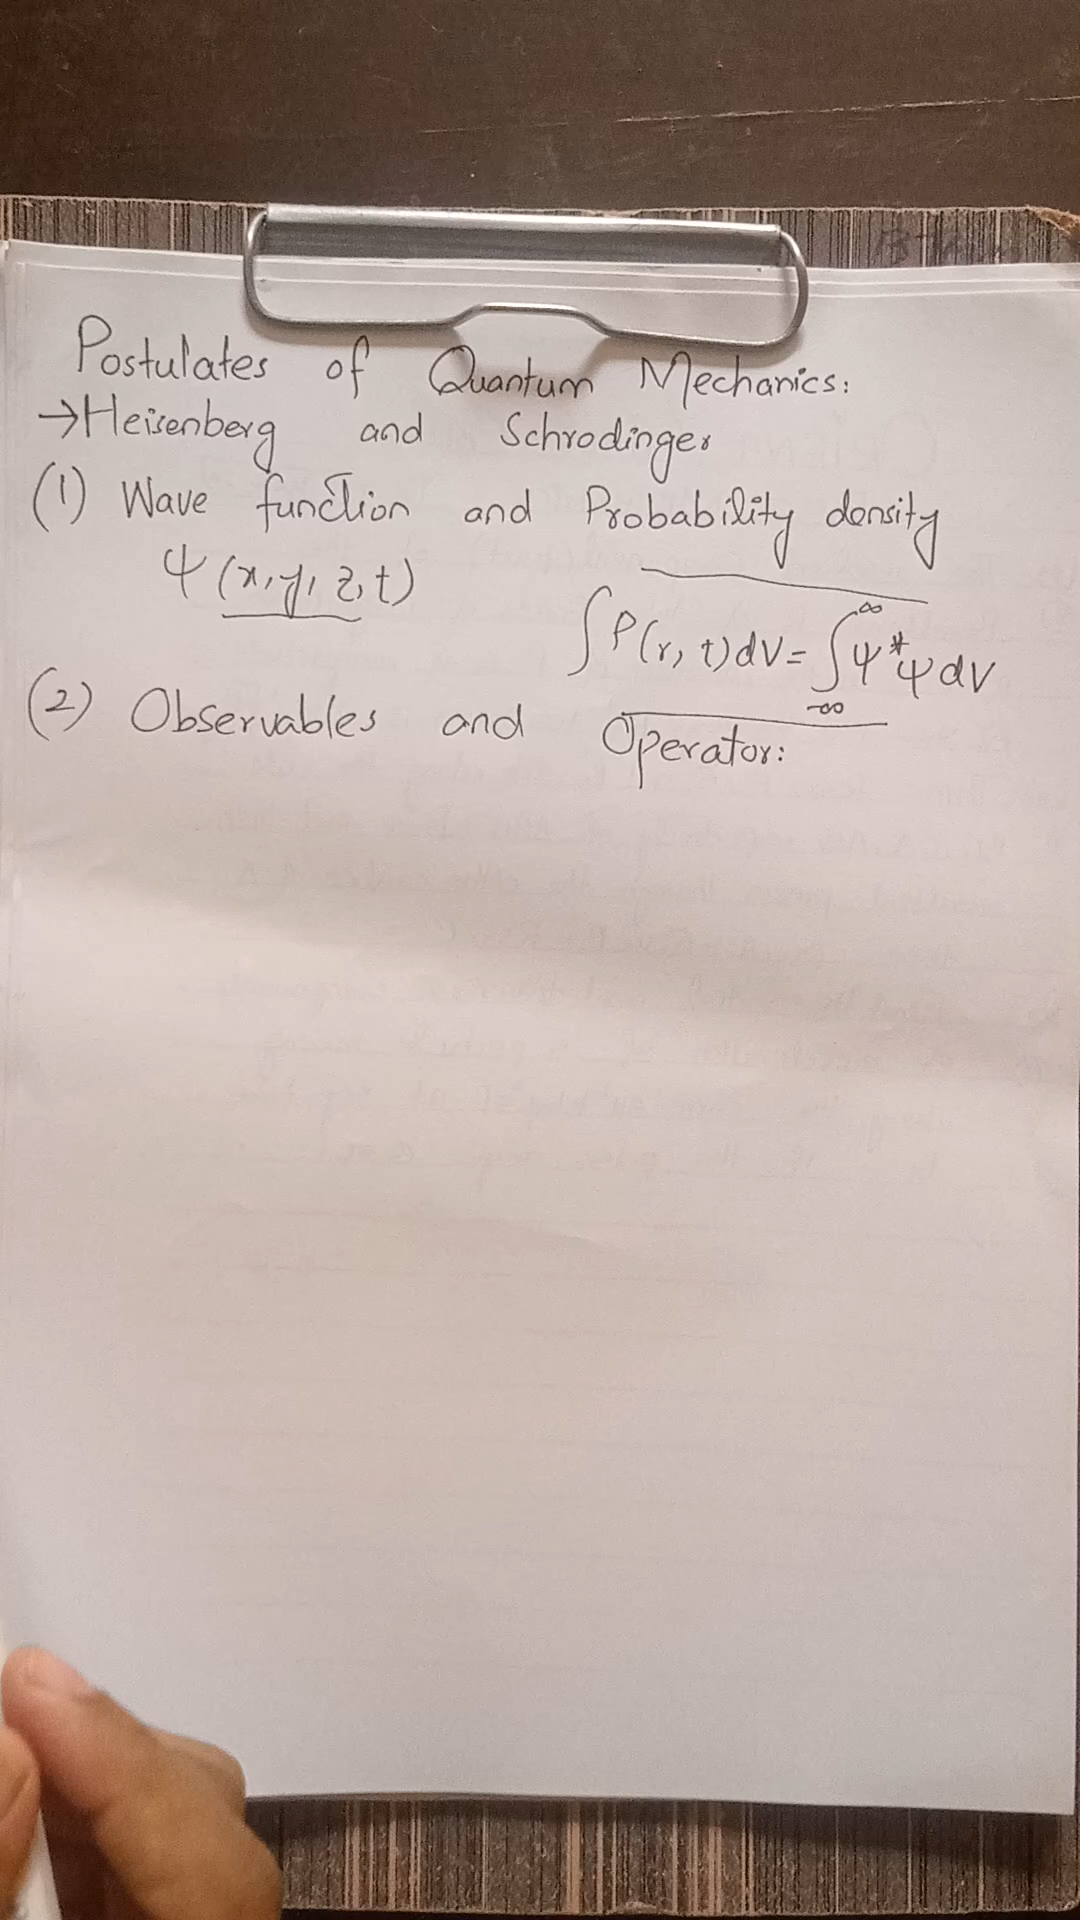 Postulates of Quantum Mechanics:
→Heisenberg and Schrodinger
(1) Wave function and Probability density
Ψ (x, y, z, t)
∫P(r, t)dV = ∫_{-∞}^{∞} Ψ*Ψ dV
(2) Observables and Operator: